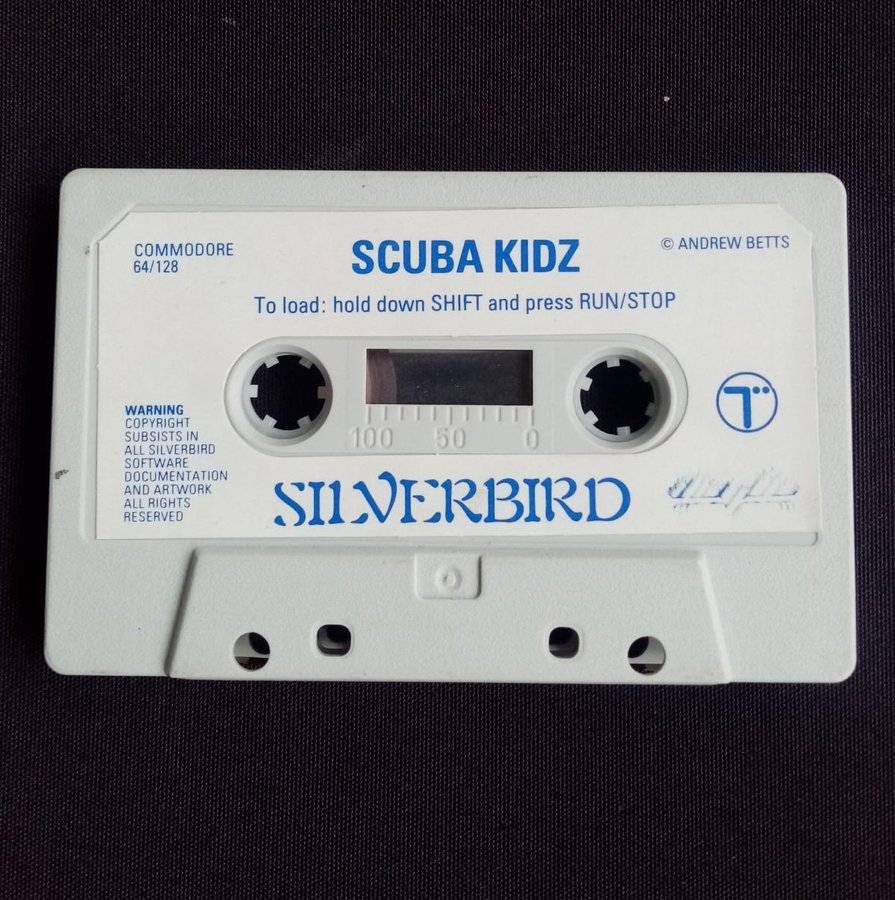 COMMODORE
64/128
SCUBA KIDZ
© ANDREW BETTS
To load: hold down SHIFT and press RUN/STOP
100 50 0
WARNING
COPYRIGHT
SUBSISTS IN
ALL SILVERBIRD
SOFTWARE
DOCUMENTATION
AND ARTWORK
ALL RIGHTS
RESERVED
SILVERBIRD